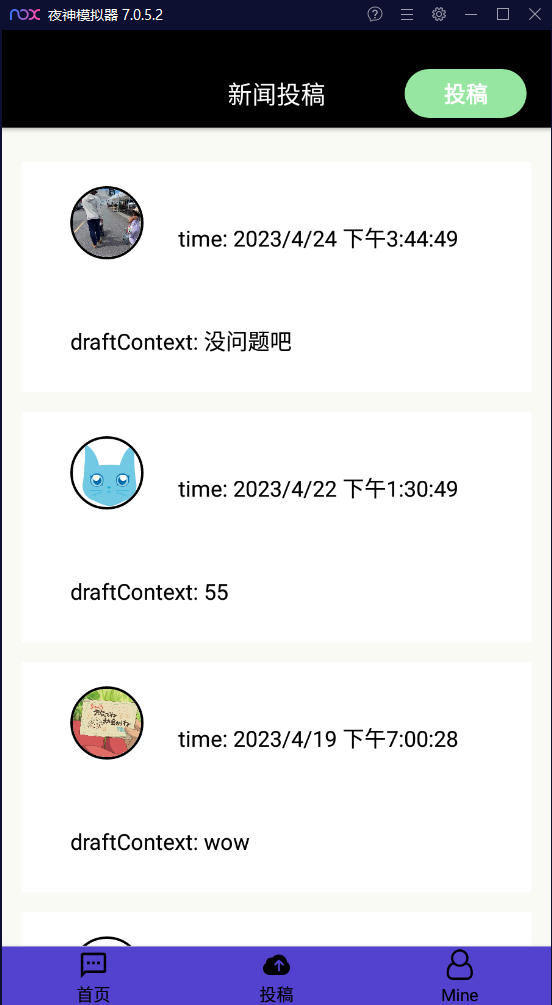 nox 夜神模拟器 7.0.5.2
新闻投稿
投稿
time: 2023/4/24 下午3:44:49
draftContext: 没问题吧
time: 2023/4/22 下午1:30:49
draftContext: 55
time: 2023/4/19 下午7:00:28
draftContext: wow
首页
投稿
Mine